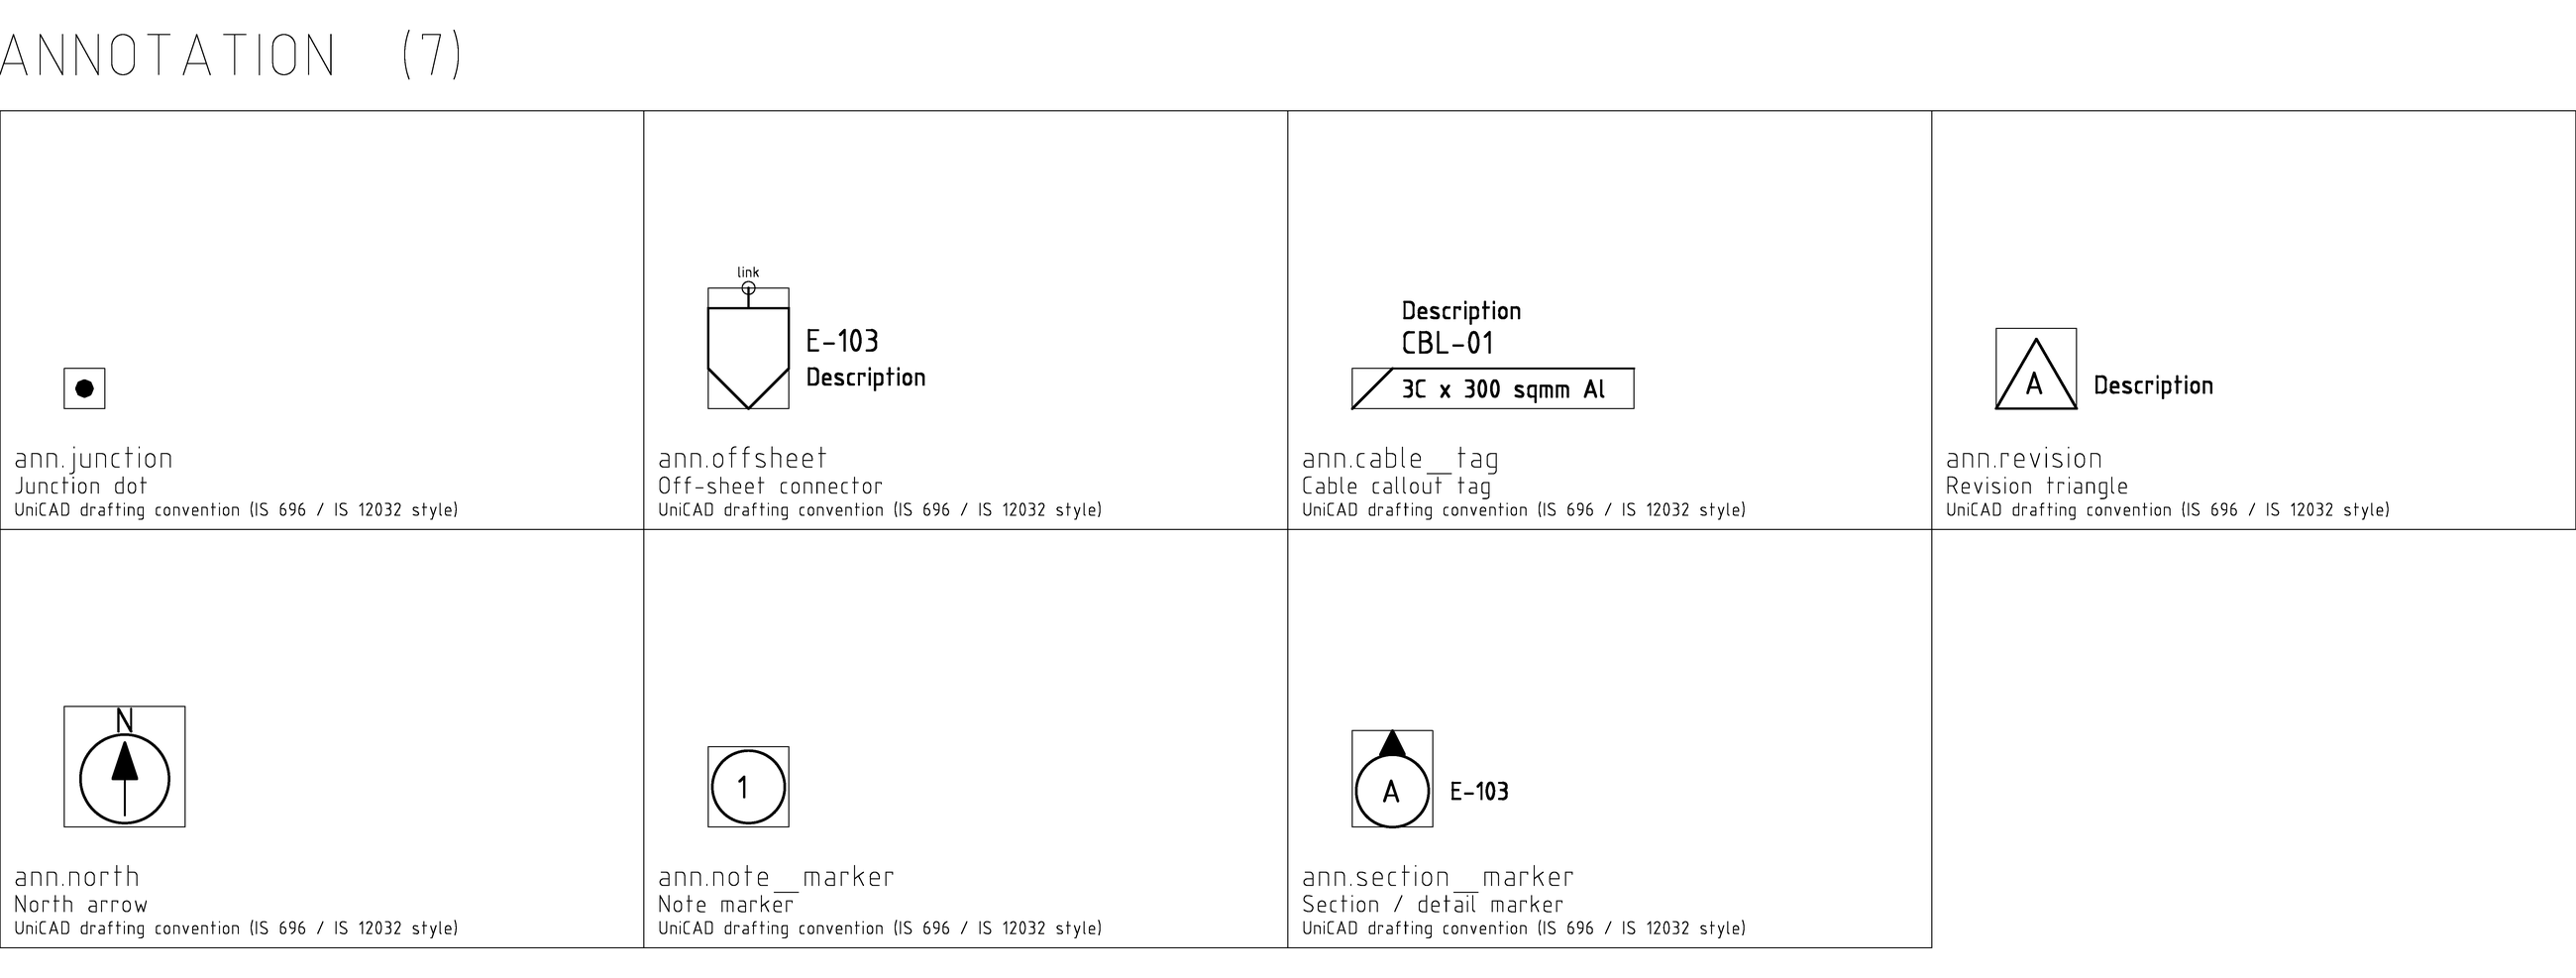 ANNOTATION (7)
link
E-103
Description
Description
CBL-01
3C x 300 sqmm Al
A
Description
ann.junction
Junction dot
UniCAD drafting convention (IS 696 / IS 12032 style)
ann.offsheet
Off-sheet connector
UniCAD drafting convention (IS 696 / IS 12032 style)
ann.cable_tag
Cable callout tag
UniCAD drafting convention (IS 696 / IS 12032 style)
ann.revision
Revision triangle
UniCAD drafting convention (IS 696 / IS 12032 style)
N
1
A
E-103
ann.north
North arrow
UniCAD drafting convention (IS 696 / IS 12032 style)
ann.note_marker
Note marker
UniCAD drafting convention (IS 696 / IS 12032 style)
ann.section_marker
Section / detail marker
UniCAD drafting convention (IS 696 / IS 12032 style)